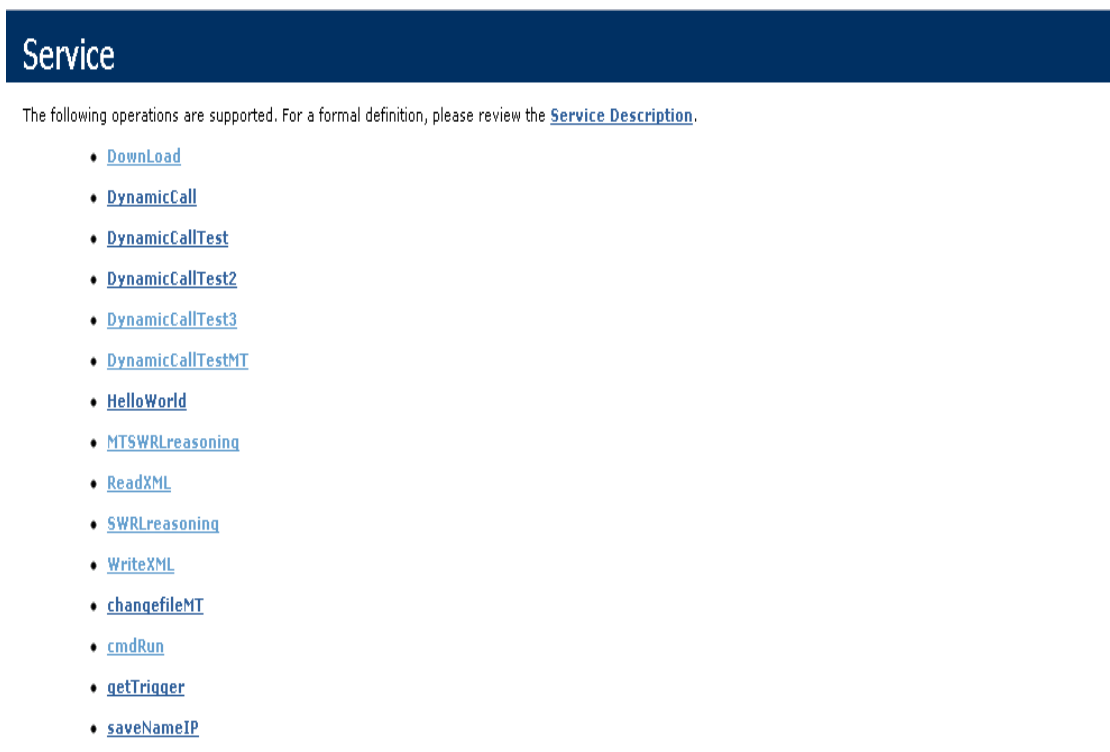 Service
The following operations are supported. For a formal definition, please review the Service Description.
DownLoad
DynamicCall
DynamicCallTest
DynamicCallTest2
DynamicCallTest3
DynamicCallTestMT
HelloWorld
MTSWRLreasoning
ReadXML
SWRLreasoning
WriteXML
changefileMT
cmdRun
getTrigger
saveNameIP